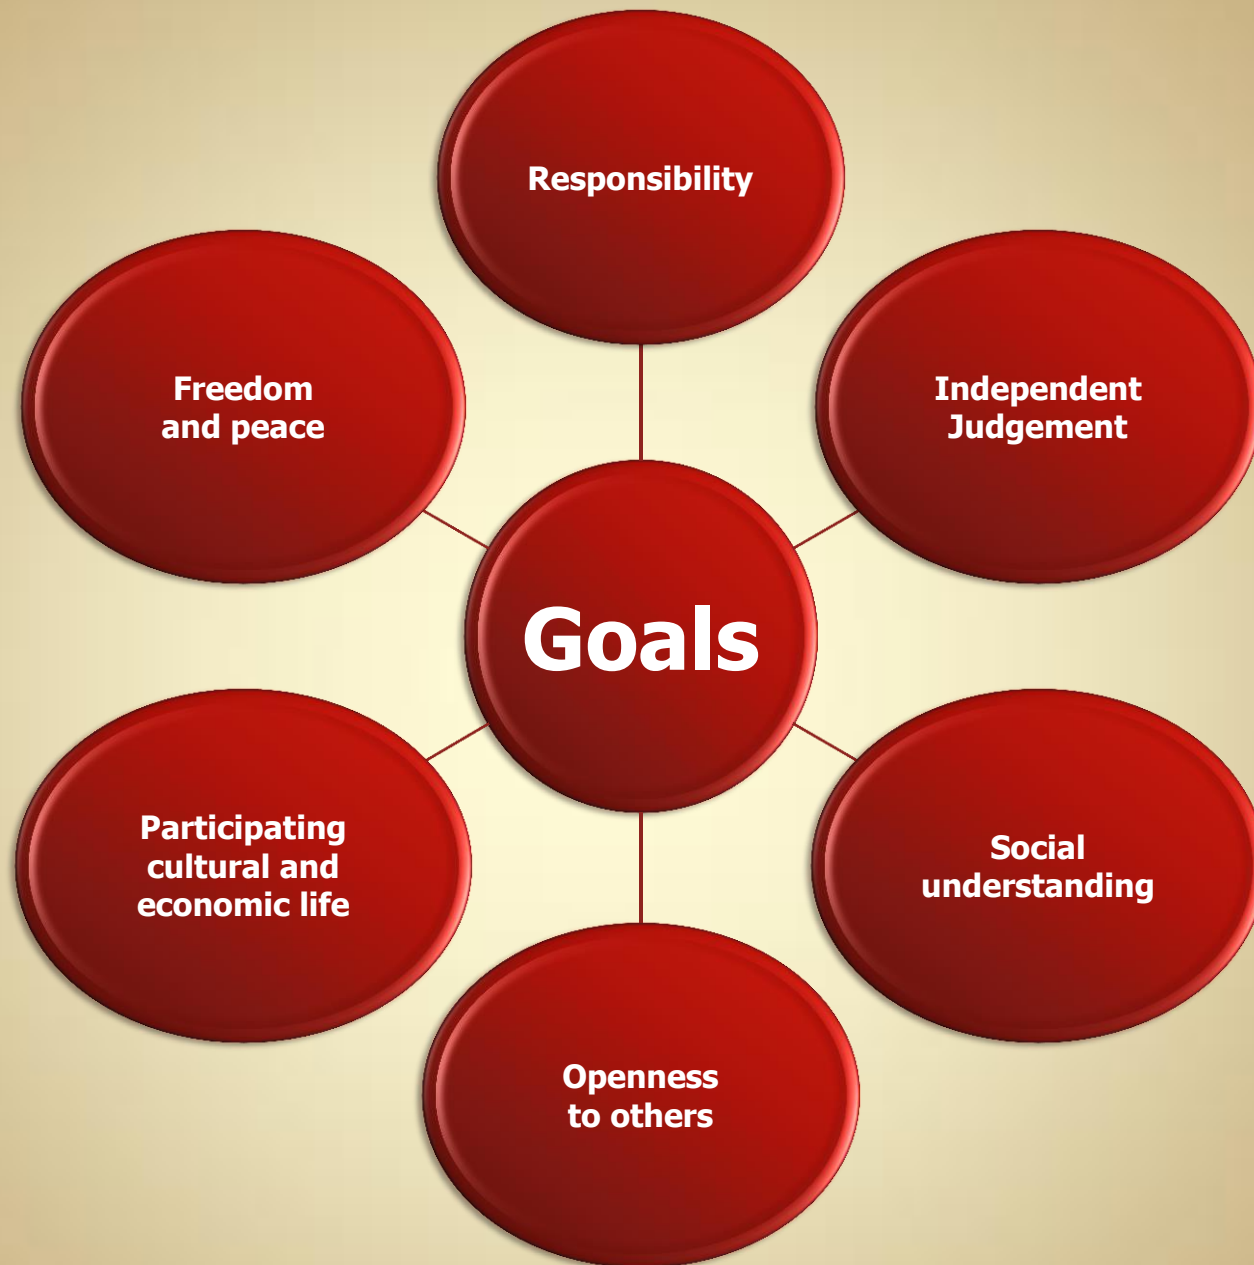 Responsibility
Freedom
and peace
Independent
Judgement
Goals
Participating
cultural and
economic life
Social
understanding
Openness
to others